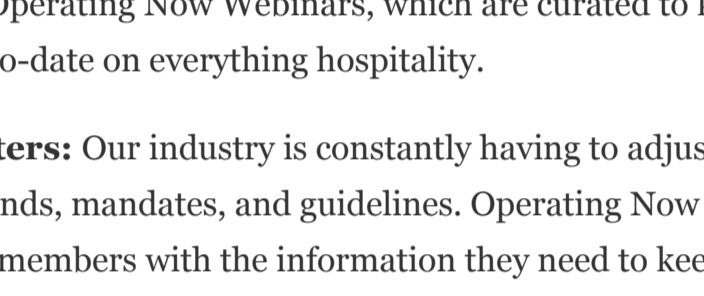 Operating Now Webinars, which are curated to
o-date on everything hospitality.
ters: Our industry is constantly having to adjus
nds, mandates, and guidelines. Operating Now
members with the information they need to kee